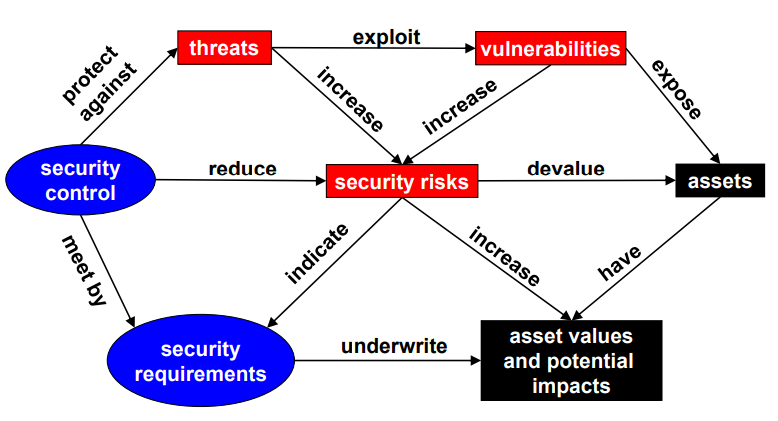 threats
exploit
vulnerabilities
protect
against
increase
increase
expose
security
control
reduce
security risks
devalue
assets
meet by
indicate
increase
have
security
requirements
underwrite
asset values
and potential
impacts